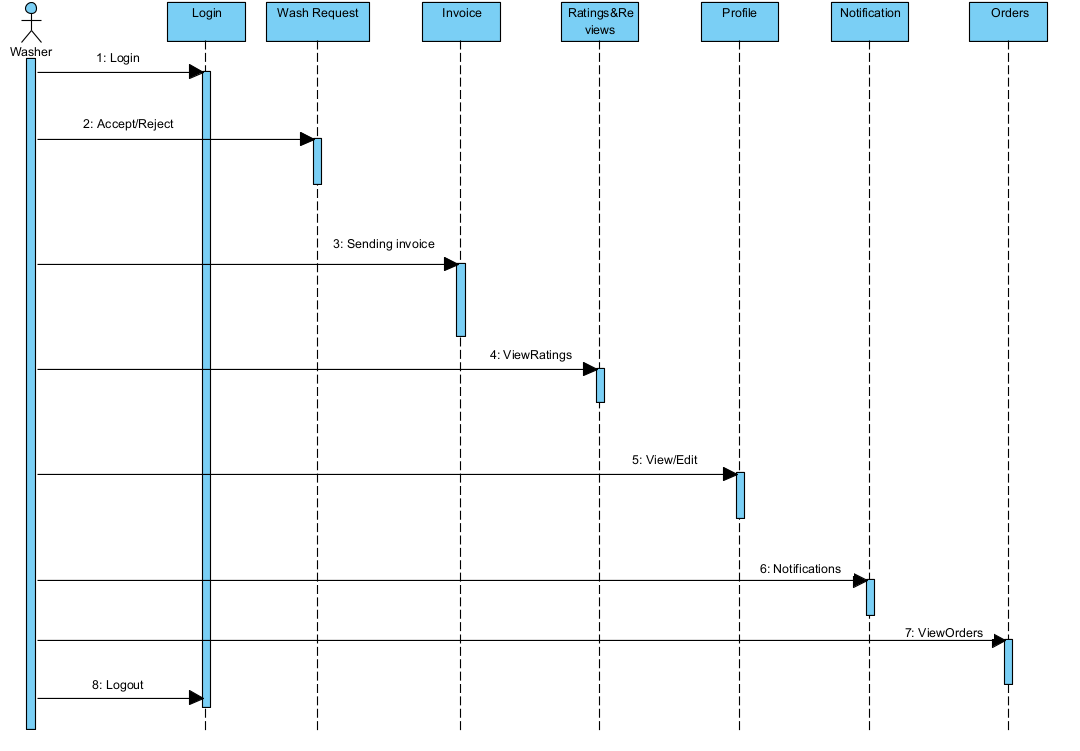 Login
Wash Request
Invoice
Ratings&Re
views
Profile
Notification
Orders
Washer
1: Login
2: Accept/Reject
3: Sending invoice
4: ViewRatings
5: View/Edit
6: Notifications
7: ViewOrders
8: Logout